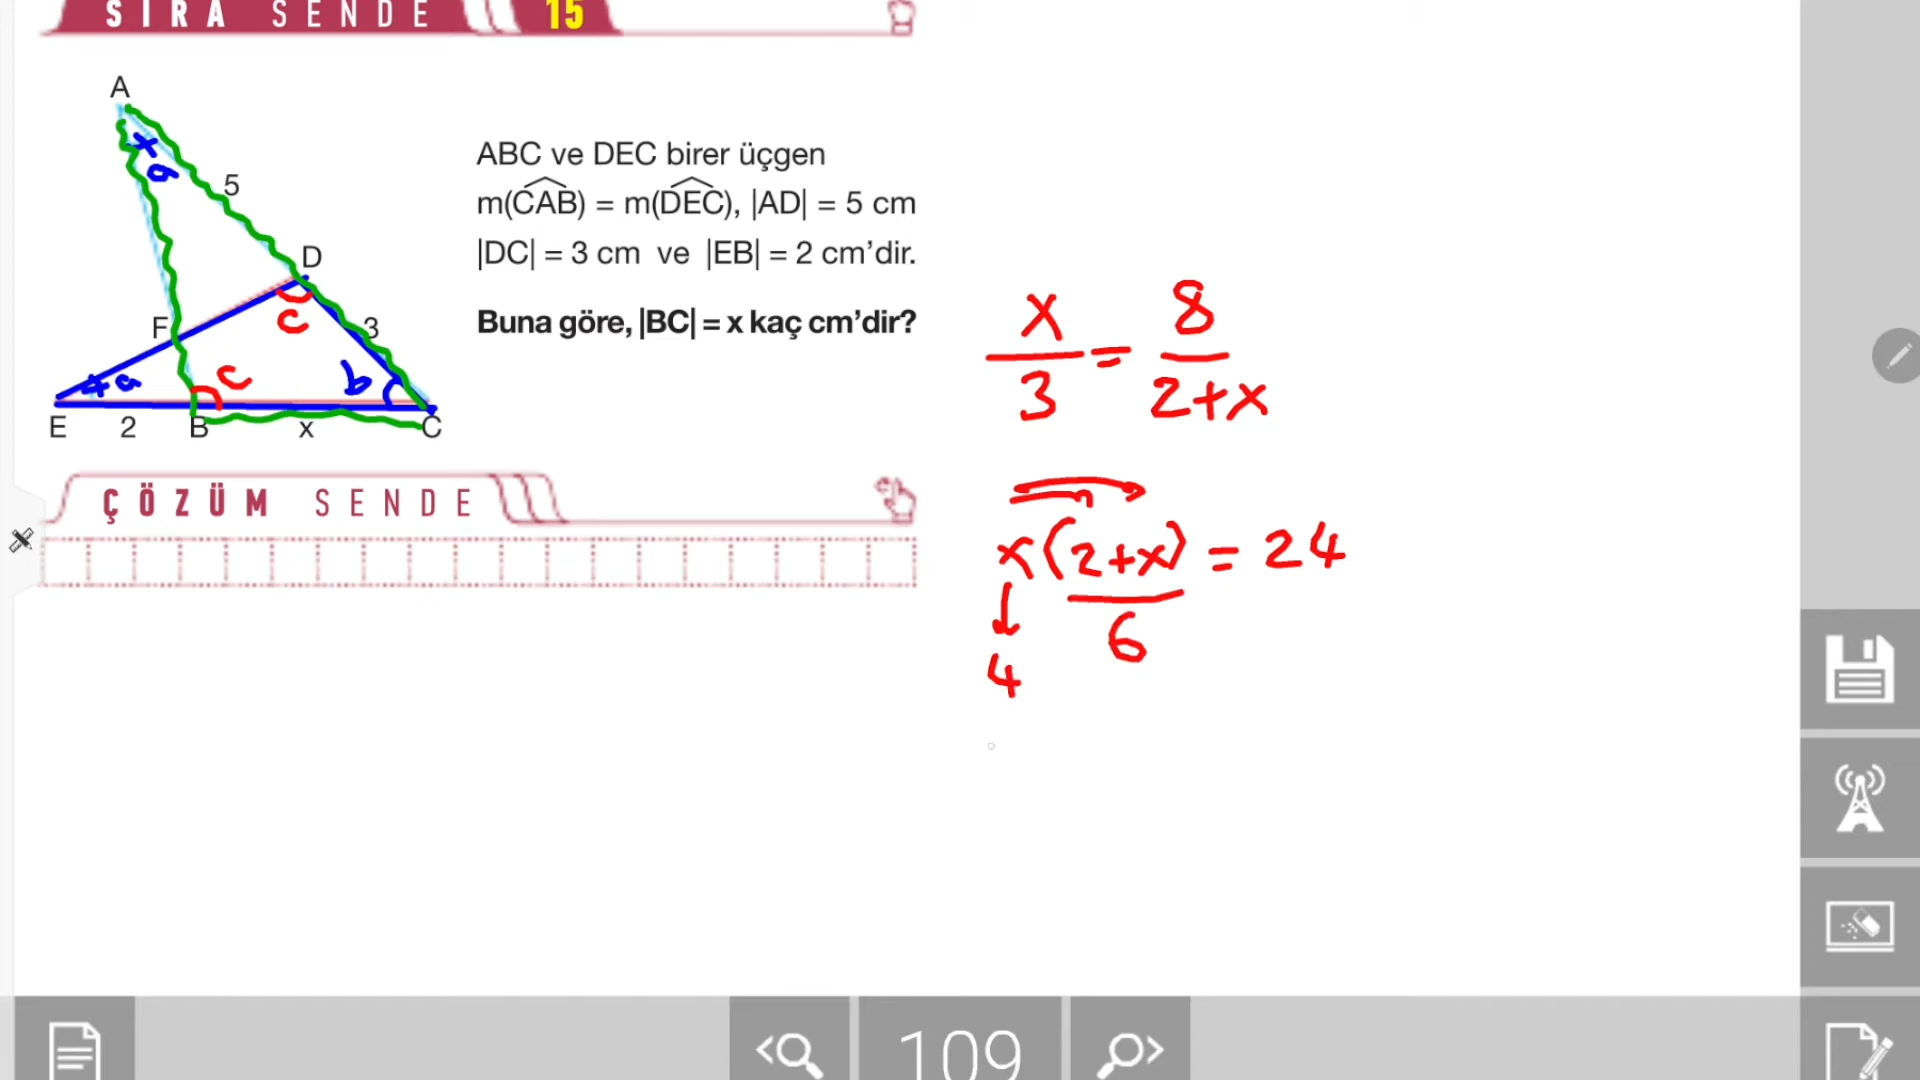 SIRA SENDE 15
A
x
a
5
D
c
F
3
4 a
c
b
E 2 B x C
ABC ve DEC birer üçgen
m(CAB) = m(DEC), |AD| = 5 cm
|DC| = 3 cm ve |EB| = 2 cm’dir.
Buna göre, |BC| = x kaç cm’dir?
ÇÖZÜM SENDE
x/3 = 8/2+x
x(2+x) = 24
6
4
109